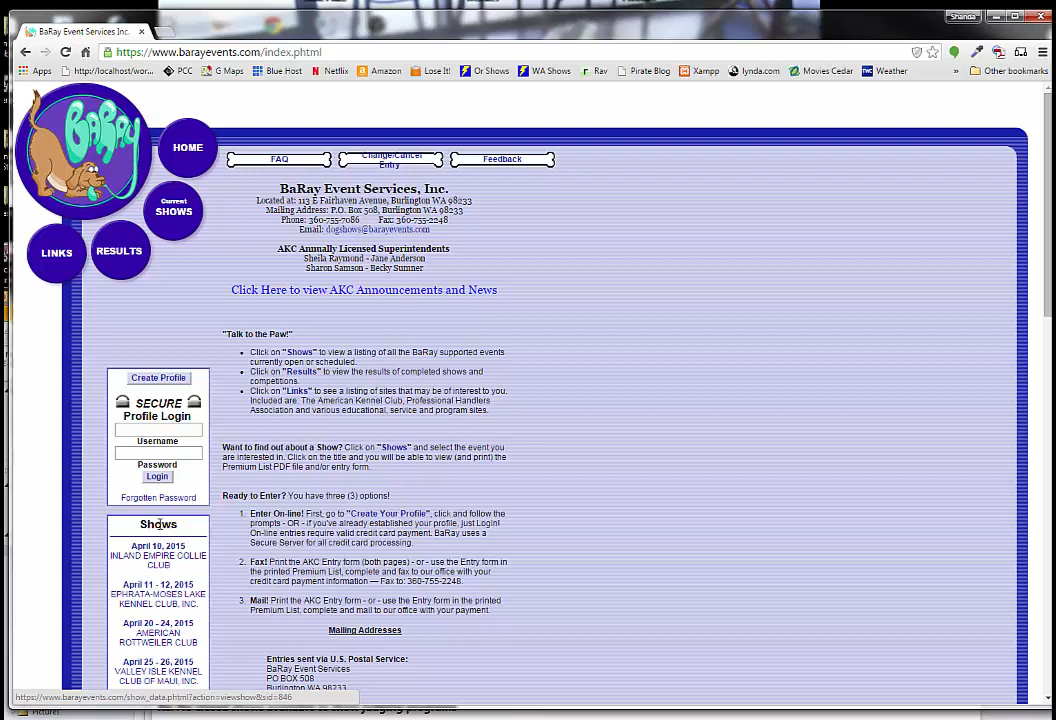 Shanda
BaRay Event Services Inc.
https://www.barayevents.com/index.phtml
Apps http://localhost/wor... PCC G Maps Blue Host Netflix Amazon Lose It! Or Shows WA Shows Rav Pirate Blog Xampp lynda.com Movies Cedar Weather » Other bookmarks
BaRay
HOME
Current
SHOWS
LINKS
RESULTS
FAQ
Change/Cancel
Entry
Feedback
BaRay Event Services, Inc.
Located at: 113 E Fairhaven Avenue, Burlington WA 98233
Mailing Address: P.O. Box 508, Burlington WA 98233
Phone: 360-755-7086 Fax: 360-755-2248
Email: dogshows@barayevents.com
AKC Annually Licensed Superintendents
Sheila Raymond - Jane Anderson
Sharon Samson - Becky Sumner
Click Here to view AKC Announcements and News
"Talk to the Paw!"
• Click on "Shows" to view a listing of all the BaRay supported events
currently open or scheduled.
• Click on "Results" to view the results of completed shows and
competitions.
• Click on "Links" to see a listing of sites that may be of interest to you.
Included are: The American Kennel Club, Professional Handlers
Association and various educational, service and program sites.
Want to find out about a Show? Click on "Shows" and select the event you
are interested in. Click on the title and you will be able to view (and print) the
Premium List PDF file and/or entry form.
Ready to Enter? You have three (3) options!
1. Enter On-line! First, go to "Create Your Profile", click and follow the
prompts - OR - if you've already established your profile, just Login!
On-line entries require valid credit card payment. BaRay uses a
Secure Server for all credit card processing.
2. Fax! Print the AKC Entry form (both pages) - or - use the Entry form in
the printed Premium List, complete and fax to our office with your
credit card payment information — Fax to: 360-755-2248.
3. Mail! Print the AKC Entry form - or - use the Entry form in the printed
Premium List, complete and mail to our office with your payment.
Mailing Addresses
Entries sent via U.S. Postal Service:
BaRay Event Services
PO BOX 508
Burlington WA 98233
Create Profile
SECURE
Profile Login
Username
Password
Login
Forgotten Password
Shows
April 10, 2015
INLAND EMPIRE COLLIE
CLUB
April 11 - 12, 2015
EPHRATA-MOSES LAKE
KENNEL CLUB, INC.
April 20 - 24, 2015
AMERICAN
ROTTWEILER CLUB
April 25 - 26, 2015
VALLEY ISLE KENNEL
CLUB OF MAUI, INC.
https://www.barayevents.com/show_data.phtml?action=viewshow&sid=846
Pictures